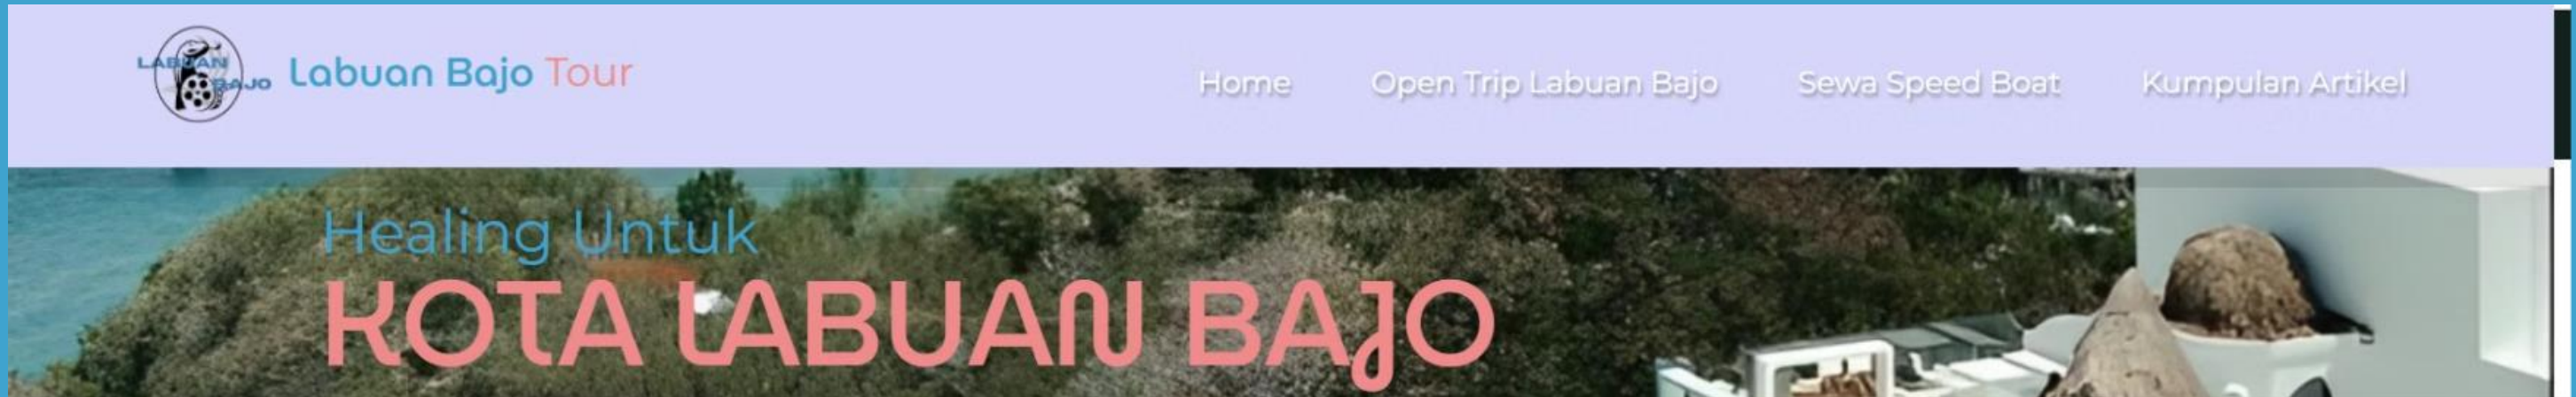 LABUAN
BAJO
Labuan Bajo Tour
Home
Open Trip Labuan Bajo
Sewa Speed Boat
Kumpulan Artikel
Healing Untuk
KOTA LABUAN BAJO